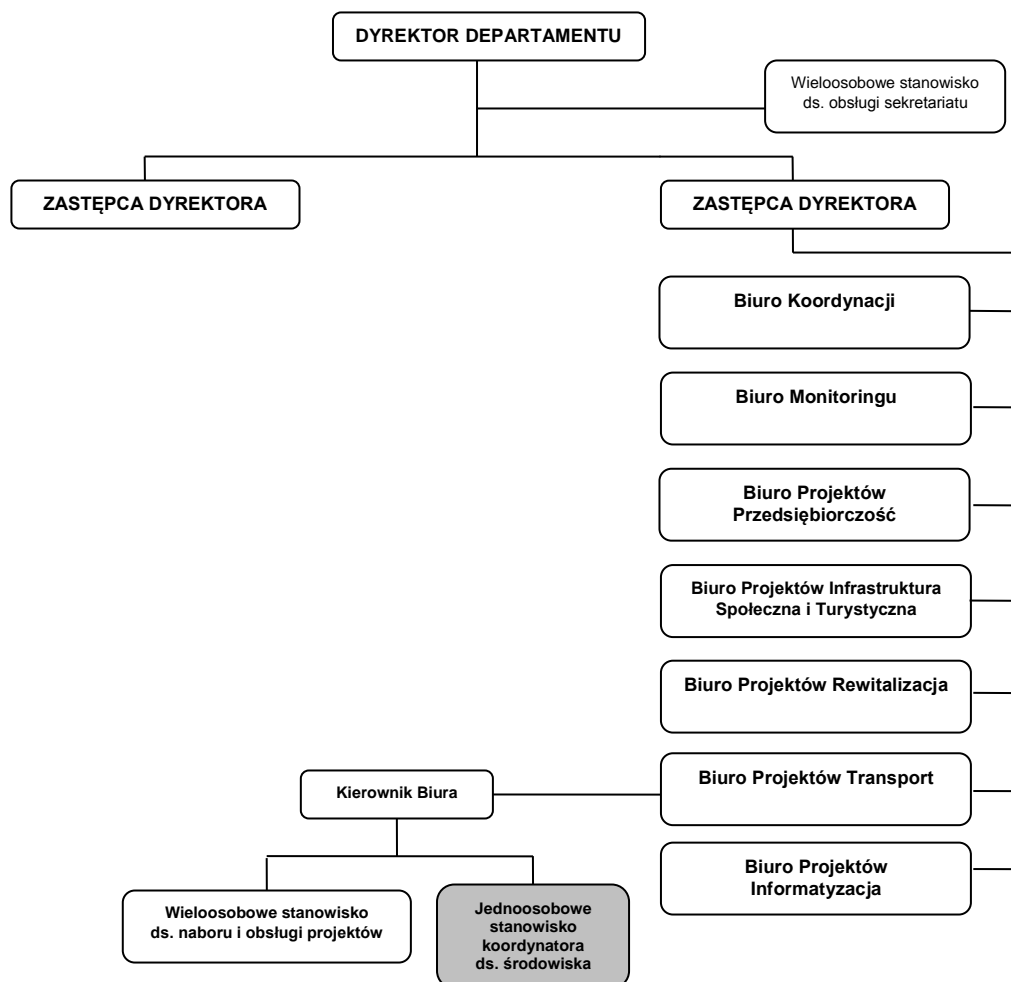 DYREKTOR DEPARTAMENTU
Wieloosobowe stanowisko
ds. obsługi sekretariatu
ZASTĘPCA DYREKTORA
ZASTĘPCA DYREKTORA
Biuro Koordynacji
Biuro Monitoringu
Biuro Projektów
Przedsiębiorczość
Biuro Projektów Infrastruktura
Społeczna i Turystyczna
Biuro Projektów Rewitalizacja
Biuro Projektów Transport
Kierownik Biura
Biuro Projektów
Informatyzacja
Wieloosobowe stanowisko
ds. naboru i obsługi projektów
Jednoosobowe
stanowisko
koordynatora
ds. środowiska